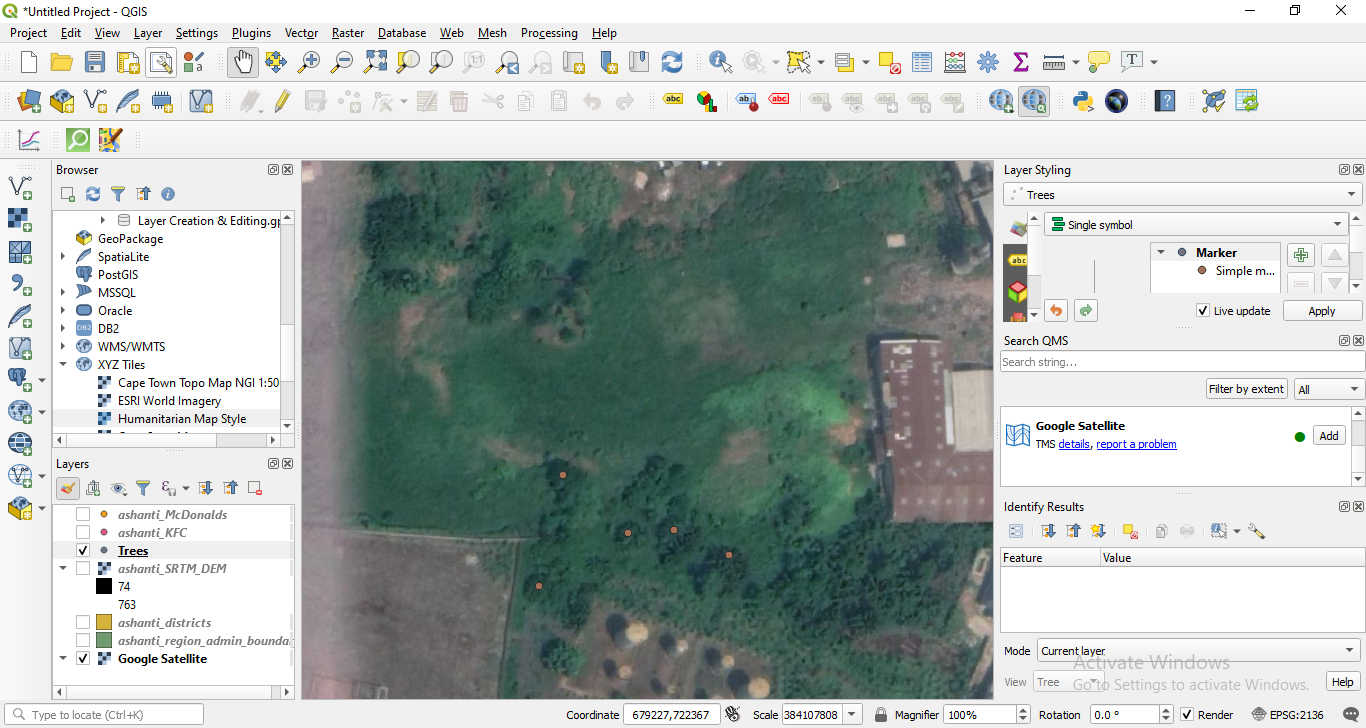 *Untitled Project - QGIS
Project Edit View Layer Settings Plugins Vector Raster Database Web Mesh Processing Help
Browser
Layer Creation & Editing.gp
GeoPackage
SpatiaLite
PostGIS
MSSQL
Oracle
DB2 DB2
WMS/WMTS
XYZ Tiles
Cape Town Topo Map NGI 1:50
ESRI World Imagery
Humanitarian Map Style
Layers
ashanti_McDonalds
ashanti_KFC
Trees
ashanti_SRTM_DEM
74
763
ashanti_districts
ashanti_region_admin_bounda
Google Satellite
Layer Styling
Trees
Single symbol
abc
Marker
Simple m...
Live update Apply
Search QMS
Search string...
Filter by extent All
Google Satellite
TMS details, report a problem Add
Identify Results
Feature Value
Mode Current layer
Activate Windows
View Tree Help
Go to Settings to activate Windows.
Type to locate (Ctrl+K) Coordinate 679227,722367 Scale 384107808 Magnifier 100% Rotation 0.0 ° Render EPSG:2136